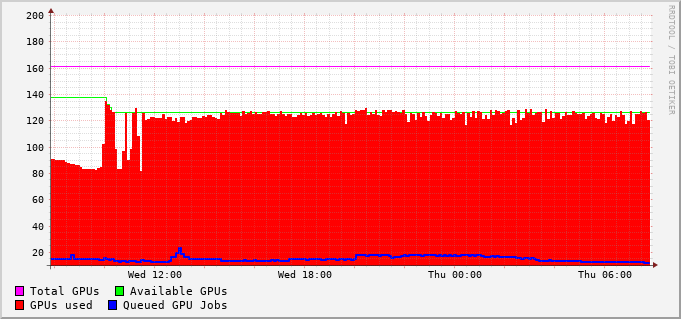 200
180
160
140
120
100
80
60
40
20
Wed 12:00 Wed 18:00 Thu 00:00 Thu 06:00
Total GPUs Available GPUs
GPUs used Queued GPU Jobs
RRDTOOL / TOBI OETIKER